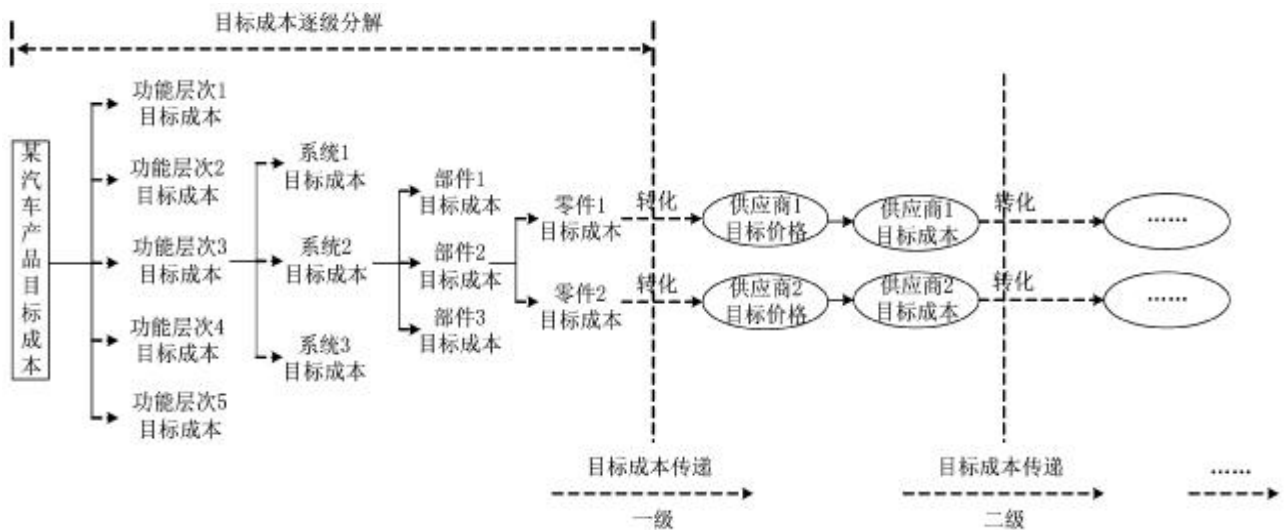 目标成本逐级分解
某汽车产品目标成本
功能层次1
目标成本
功能层次2
目标成本
功能层次3
目标成本
功能层次4
目标成本
功能层次5
目标成本
系统1
目标成本
系统2
目标成本
系统3
目标成本
部件1
目标成本
部件2
目标成本
部件3
目标成本
零件1
目标成本
零件2
目标成本
转化
转化
供应商1
目标价格
供应商2
目标价格
供应商1
目标成本
供应商2
目标成本
转化
转化
……
……
目标成本传递
一级
目标成本传递
二级
……